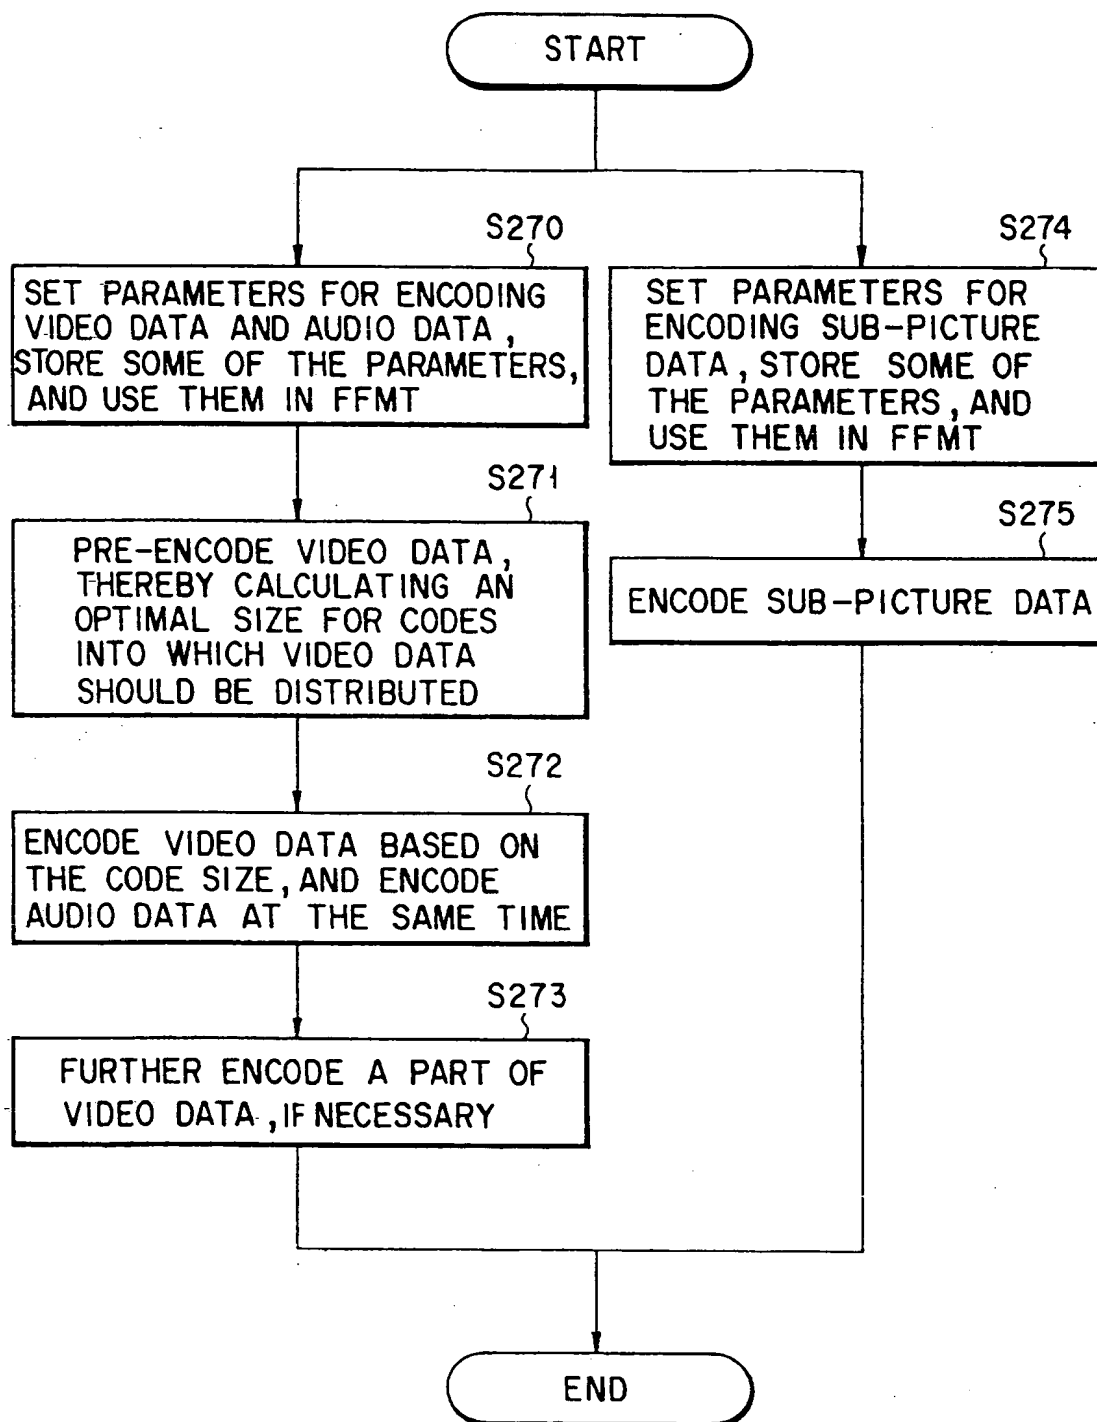 START
S270
SET PARAMETERS FOR ENCODING
VIDEO DATA AND AUDIO DATA,
STORE SOME OF THE PARAMETERS,
AND USE THEM IN FFMT
S271
PRE-ENCODE VIDEO DATA,
THEREBY CALCULATING AN
OPTIMAL SIZE FOR CODES
INTO WHICH VIDEO DATA
SHOULD BE DISTRIBUTED
S272
ENCODE VIDEO DATA BASED ON
THE CODE SIZE, AND ENCODE
AUDIO DATA AT THE SAME TIME
S273
FURTHER ENCODE A PART OF
VIDEO DATA, IF NECESSARY
S274
SET PARAMETERS FOR
ENCODING SUB-PICTURE
DATA, STORE SOME OF
THE PARAMETERS, AND
USE THEM IN FFMT
S275
ENCODE SUB-PICTURE DATA
END